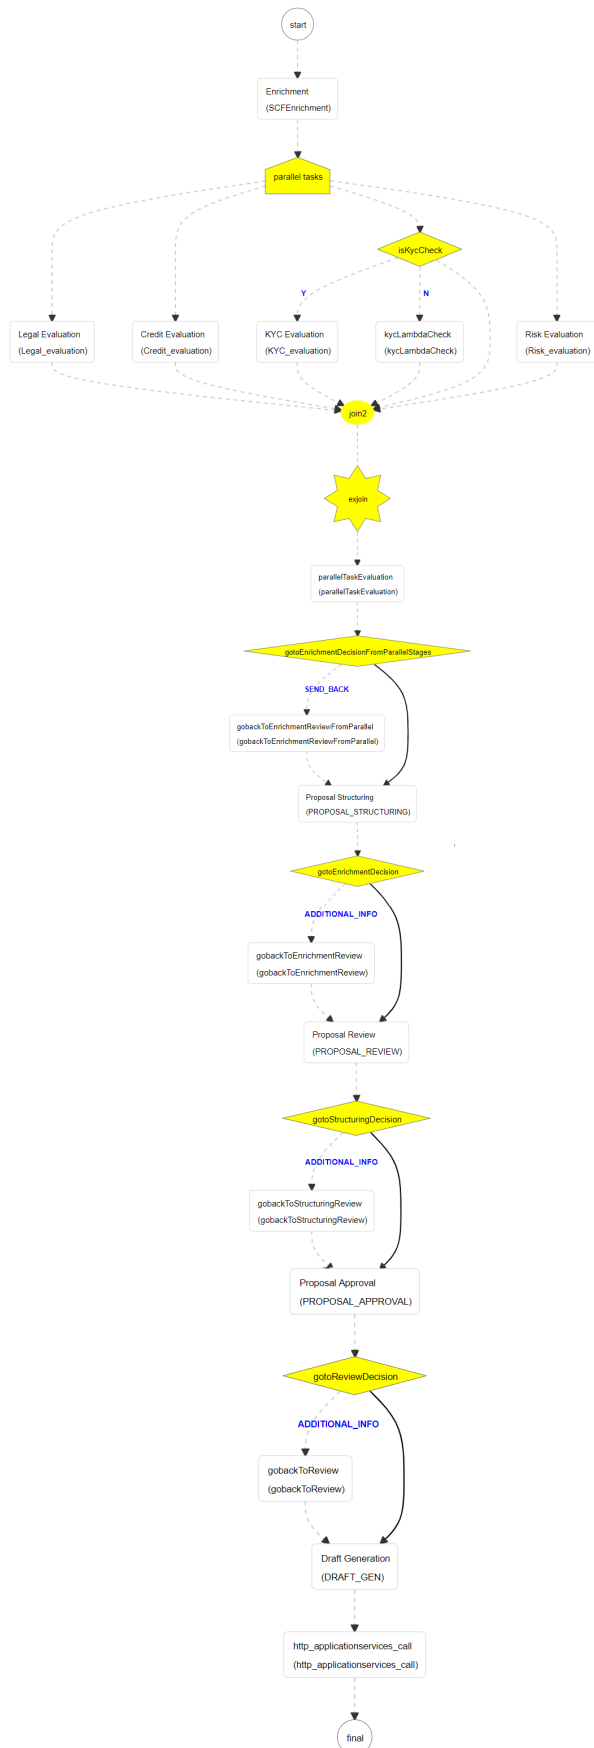 start
Enrichment
(SCFEnrichment)
parallel tasks
isKycCheck
Y
N
Legal Evaluation
(Legal_evaluation)
Credit Evaluation
(Credit_evaluation)
KYC Evaluation
(KYC_evaluation)
kycLambdaCheck
(kycLambdaCheck)
Risk Evaluation
(Risk_evaluation)
join2
exjoin
parallelTaskEvaluation
(parallelTaskEvaluation)
gotoEnrichmentDecisionFromParallelStages
SEND_BACK
gobackToEnrichmentReviewFromParallel
(gobackToEnrichmentReviewFromParallel)
Proposal Structuring
(PROPOSAL_STRUCTURING)
gotoEnrichmentDecision
ADDITIONAL_INFO
gobackToEnrichmentReview
(gobackToEnrichmentReview)
Proposal Review
(PROPOSAL_REVIEW)
gotoStructuringDecision
ADDITIONAL_INFO
gobackToStructuringReview
(gobackToStructuringReview)
Proposal Approval
(PROPOSAL_APPROVAL)
gotoReviewDecision
ADDITIONAL_INFO
gobackToReview
(gobackToReview)
Draft Generation
(DRAFT_GEN)
http_applicationservices_call
(http_applicationservices_call)
final